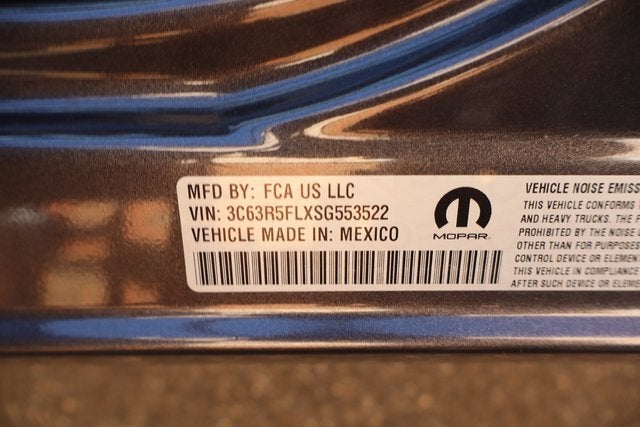 MFD BY: FCA US LLC
VIN: 3C63R5FLXSG553522
VEHICLE MADE IN: MEXICO
MOPAR
VEHICLE NOISE EMISS
THIS VEHICLE CONFORMS T
AND HEAVY TRUCKS. THE F
PROHIBITED BY THE NOISE
OTHER THAN FOR PURPOSES
CONTROL DEVICE OR ELEMEN
THIS VEHICLE IN COMPLIANCE
AFTER SUCH DEVICE OR ELEME